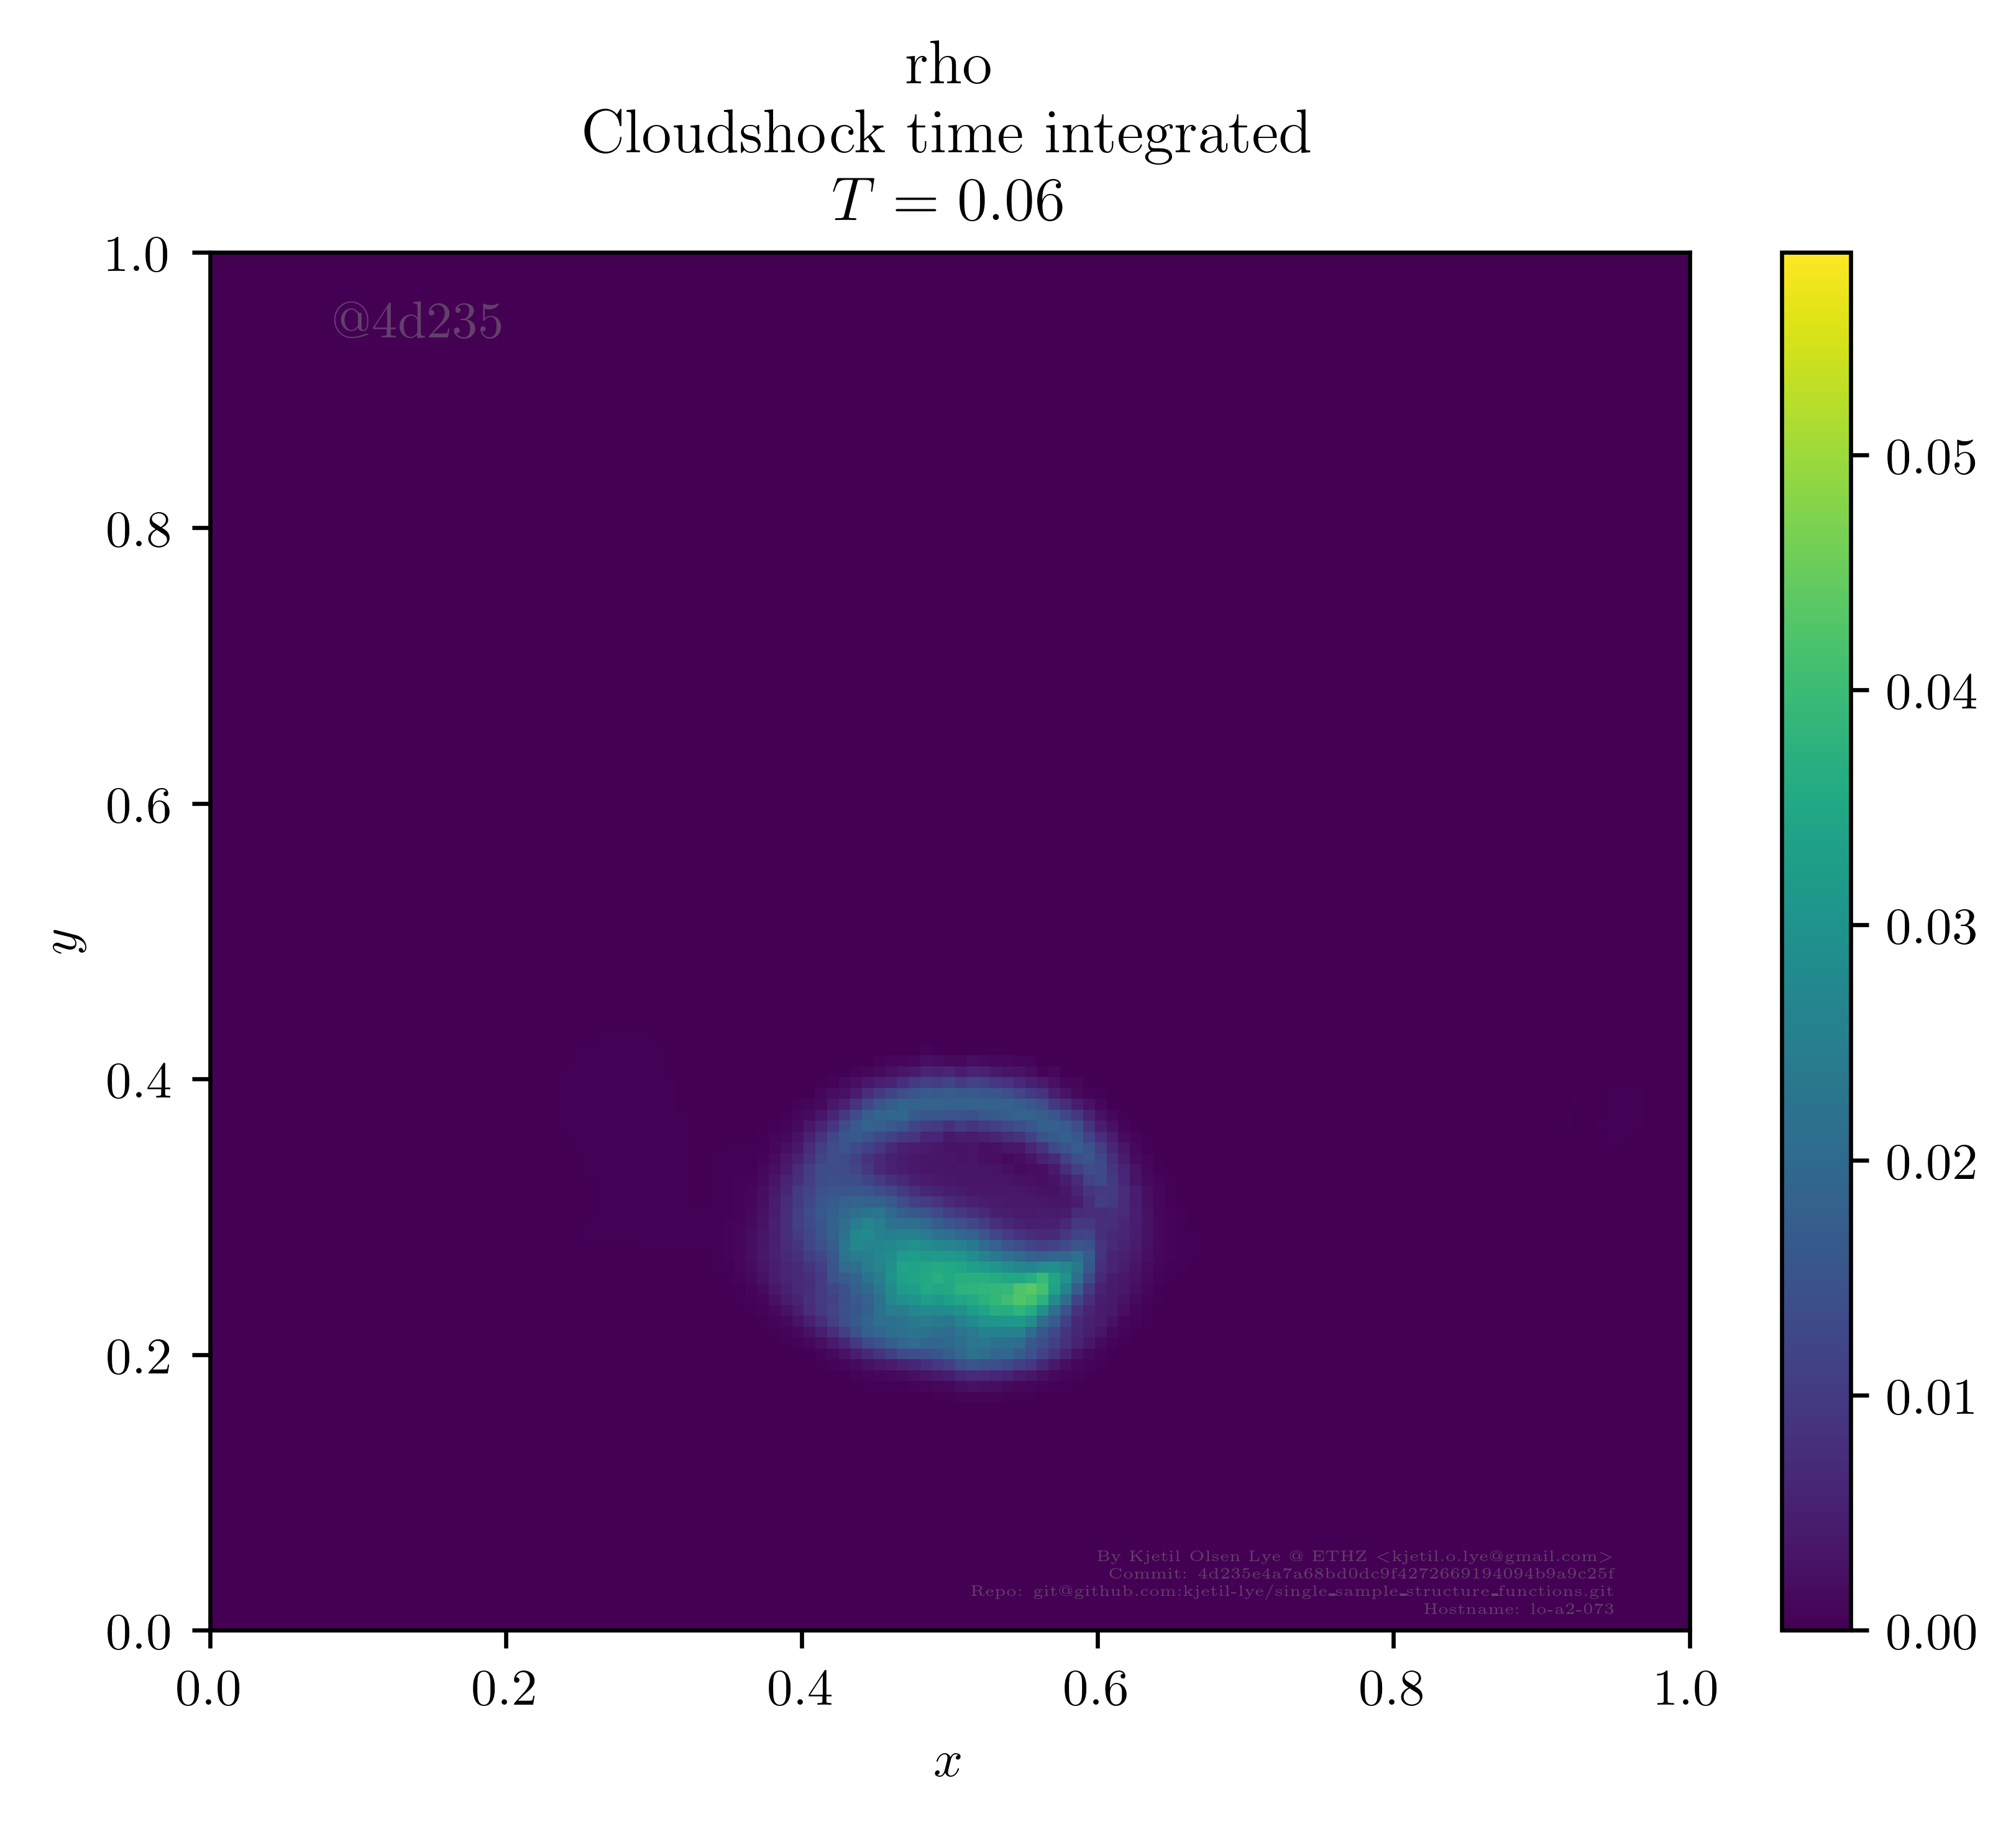 rho
Cloudshock time integrated
T = 0.06
1.0
0.8
0.6
0.4
0.2
0.0
y
@4d235
By Kjetil Olsen Lye @ ETHZ <kjetil.o.lye@gmail.com>
Commit: 4d235e4a7a68bd0dc9f4272669194094b9a9c25f
Repo: git@github.com:kjetil-lye/single_sample_structure_functions.git
Hostname: lo-a2-073
0.0 0.2 0.4 0.6 0.8 1.0
x
0.05
0.04
0.03
0.02
0.01
0.00